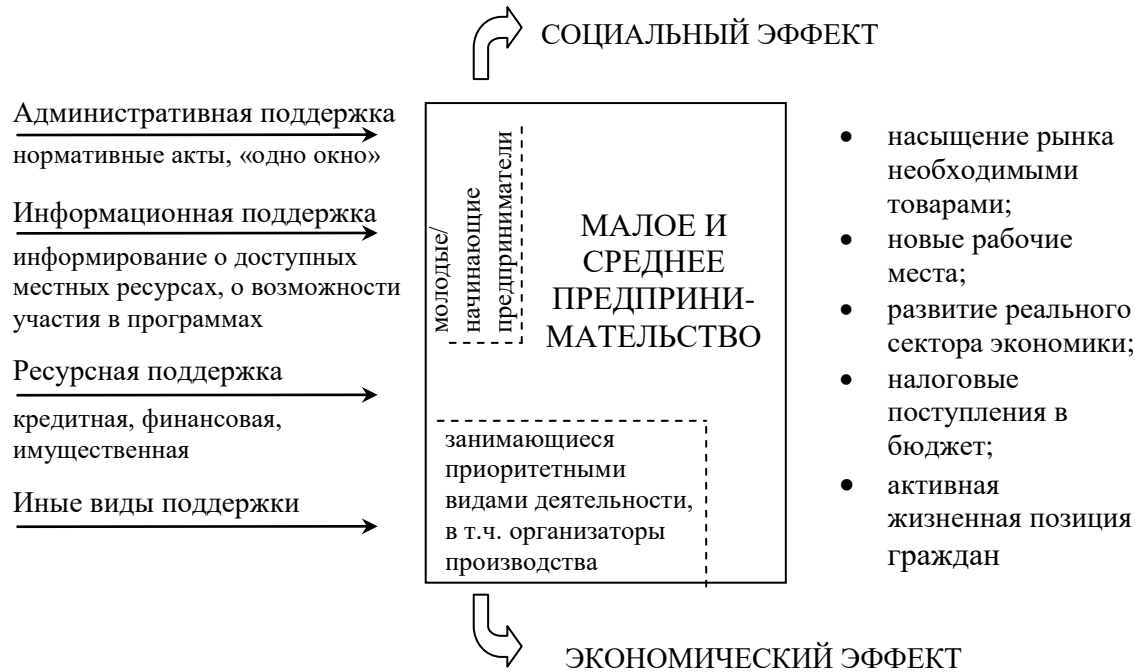 СОЦИАЛЬНЫЙ ЭФФЕКТ
Административная поддержка
нормативные акты, «одно окно»
Информационная поддержка
информирование о доступных
местных ресурсах, о возможности
участия в программах
Ресурсная поддержка
кредитная, финансовая,
имущественная
Иные виды поддержки
молодые/
начинающие
предприниматели
МАЛОЕ И
СРЕДНЕЕ
ПРЕДПРИНИ-
МАТЕЛЬСТВО
занимающиеся
приоритетными
видами деятельности,
в т.ч. организаторы
производства
• насыщение рынка
необходимыми
товарами;
• новые рабочие
места;
• развитие реального
сектора экономики;
• налоговые
поступления в
бюджет;
• активная
жизненная позиция
граждан
ЭКОНОМИЧЕСКИЙ ЭФФЕКТ